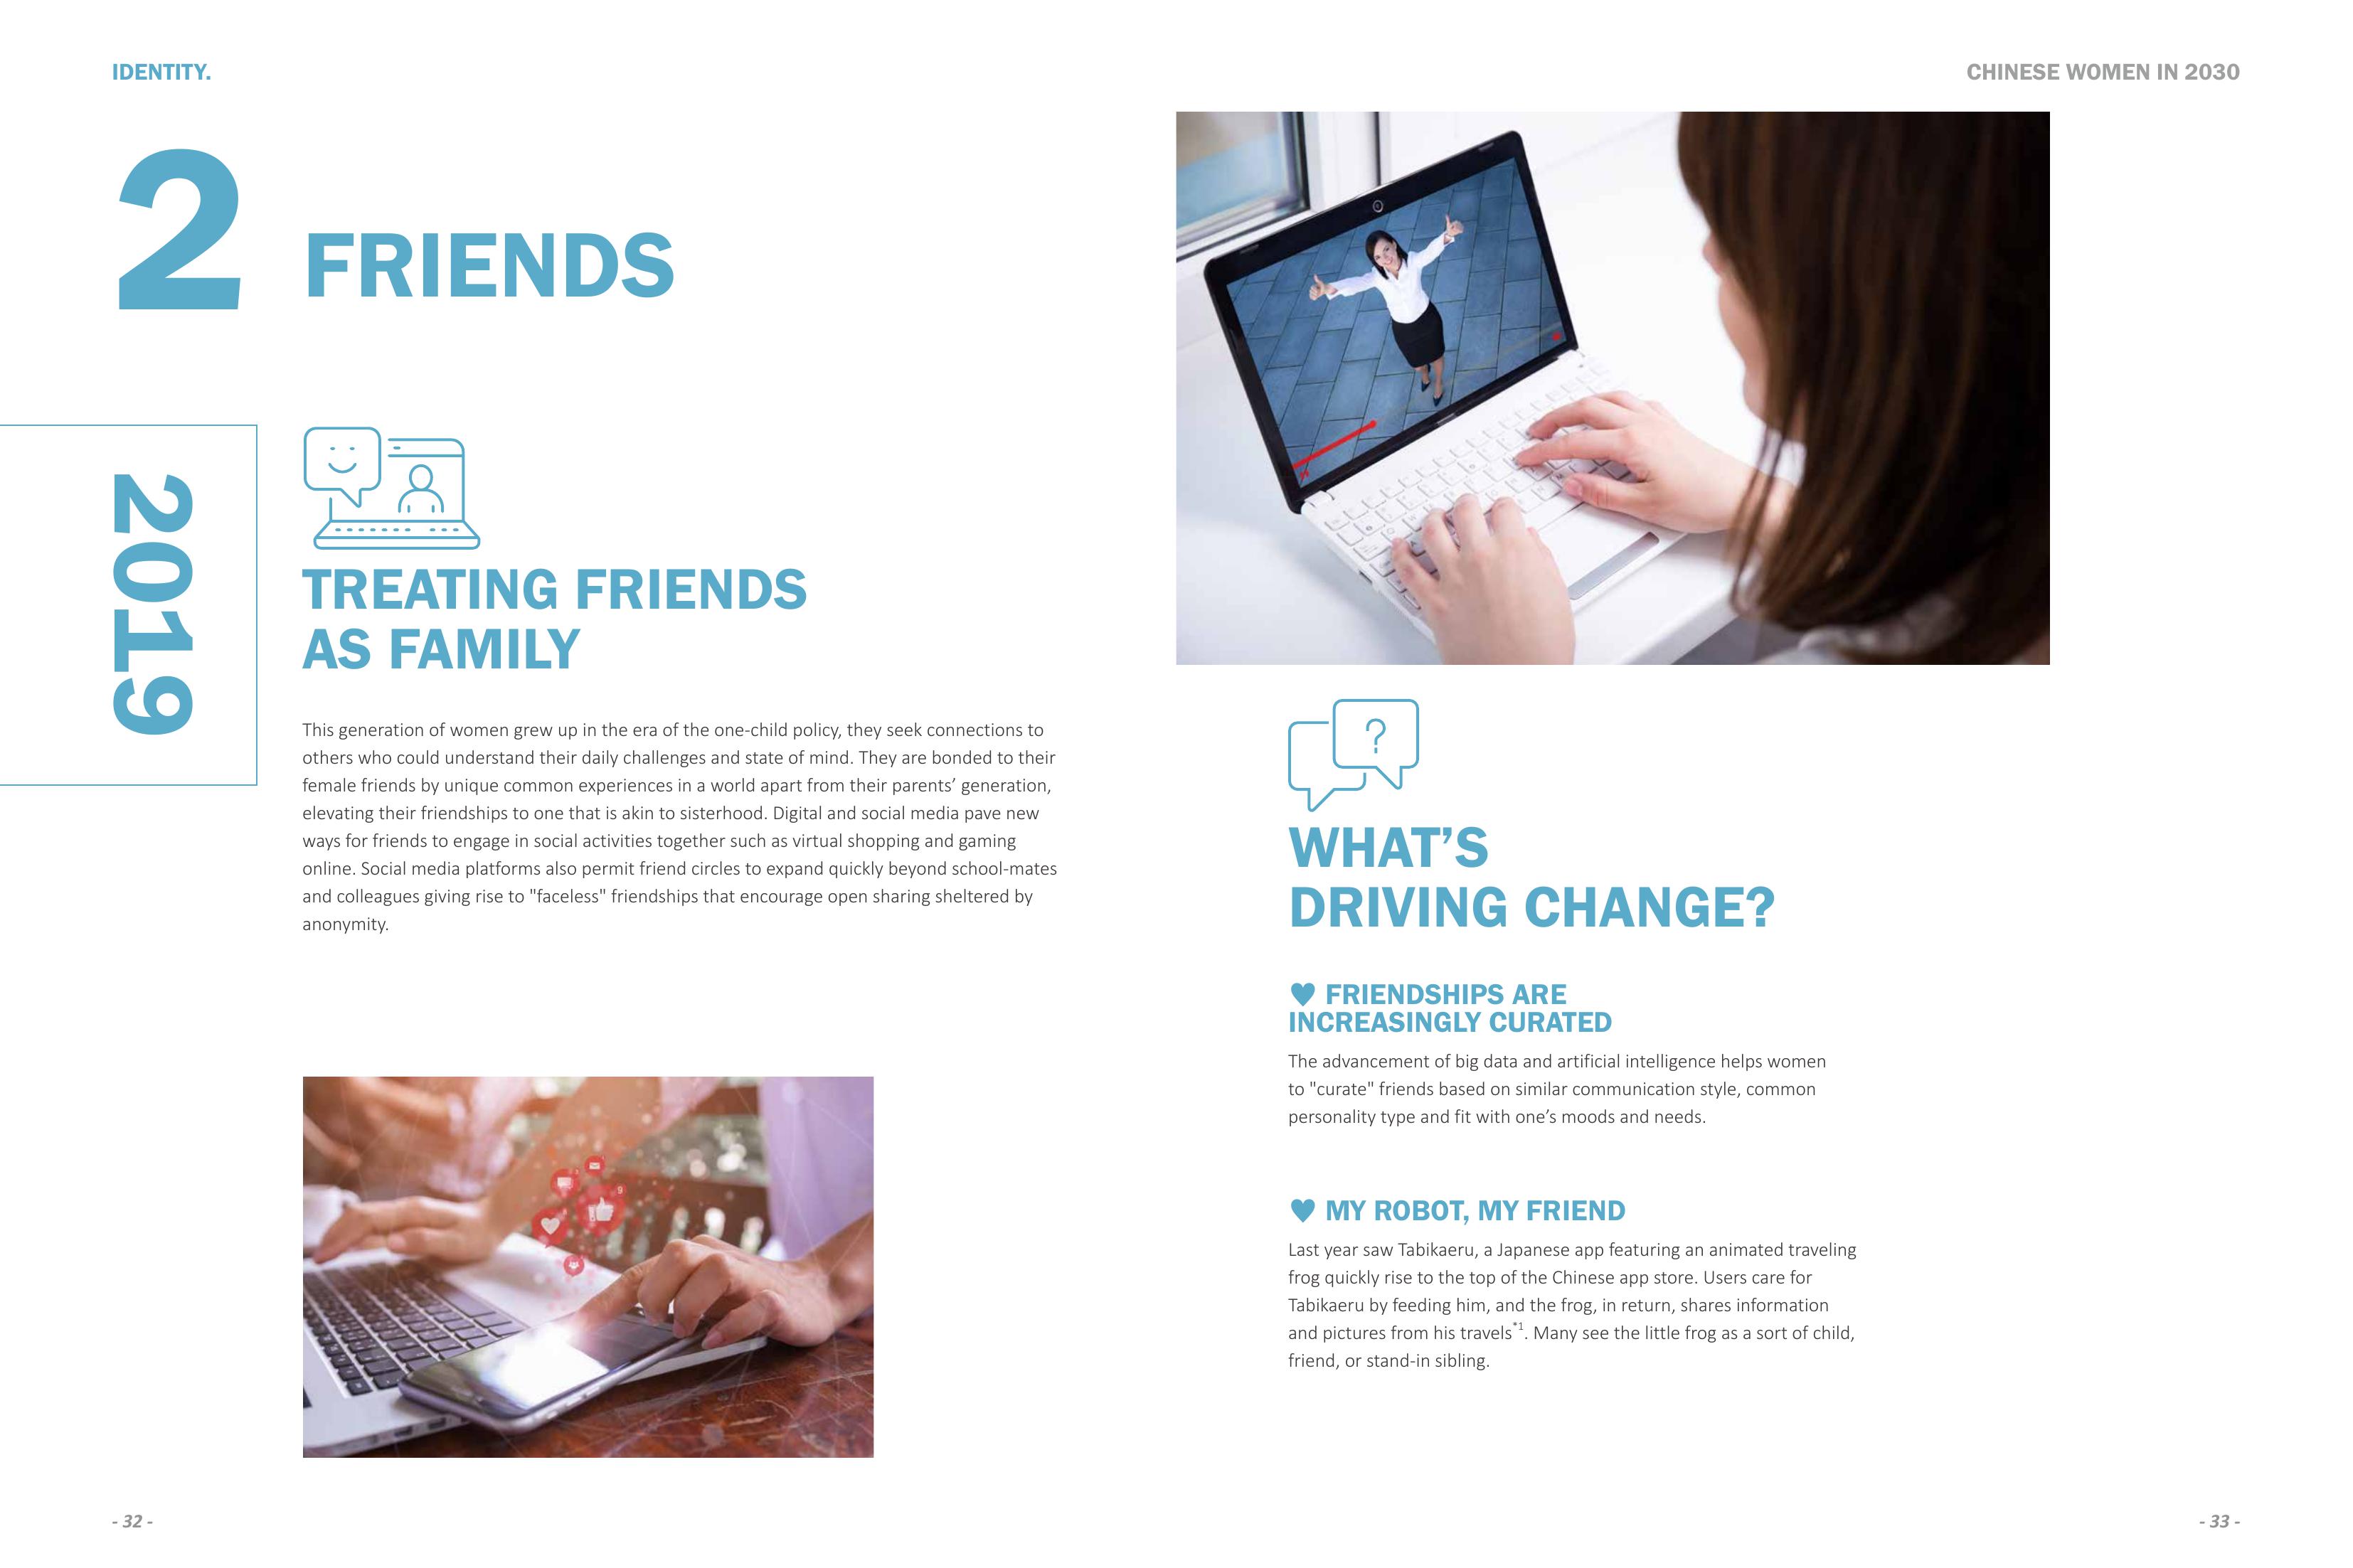 IDENTITY.
CHINESE WOMEN IN 2030
2
FRIENDS
2019
TREATING FRIENDS
AS FAMILY
This generation of women grew up in the era of the one-child policy, they seek connections to
others who could understand their daily challenges and state of mind. They are bonded to their
female friends by unique common experiences in a world apart from their parents’ generation,
elevating their friendships to one that is akin to sisterhood. Digital and social media pave new
ways for friends to engage in social activities together such as virtual shopping and gaming
online. Social media platforms also permit friend circles to expand quickly beyond school-mates
and colleagues giving rise to "faceless" friendships that encourage open sharing sheltered by
anonymity.
?
WHAT’S
DRIVING CHANGE?
♥ FRIENDSHIPS ARE
INCREASINGLY CURATED
The advancement of big data and artificial intelligence helps women
to "curate" friends based on similar communication style, common
personality type and fit with one’s moods and needs.
♥ MY ROBOT, MY FRIEND
Last year saw Tabikaeru, a Japanese app featuring an animated traveling
frog quickly rise to the top of the Chinese app store. Users care for
Tabikaeru by feeding him, and the frog, in return, shares information
and pictures from his travels*1. Many see the little frog as a sort of child,
friend, or stand-in sibling.
- 32 -
- 33 -